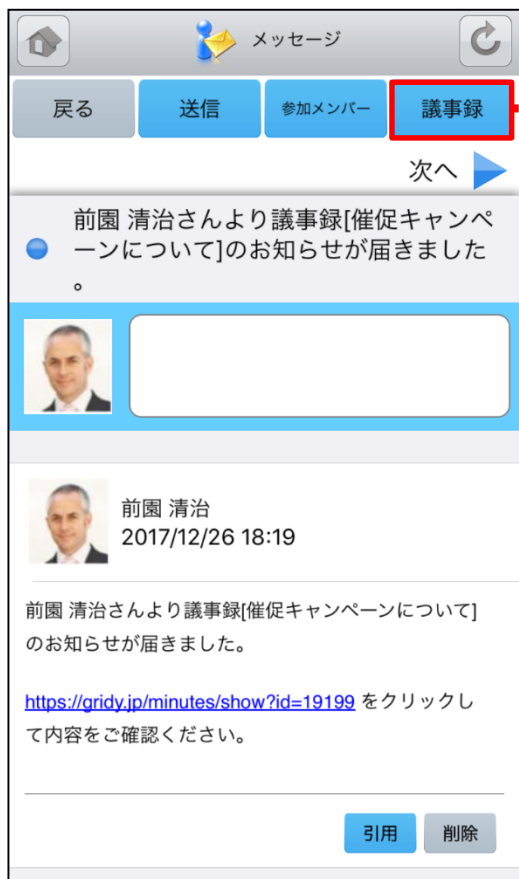 メッセージ
戻る
送信
参加メンバー
議事録
次へ
前園 清治さんより議事録[催促キャンペ
ーンについて]のお知らせが届きました
。
前園 清治
2017/12/26 18:19
前園 清治さんより議事録[催促キャンペーンについて]
のお知らせが届きました。
https://gridy.jp/minutes/show?id=19199 をクリックし
て内容をご確認ください。
引用
削除